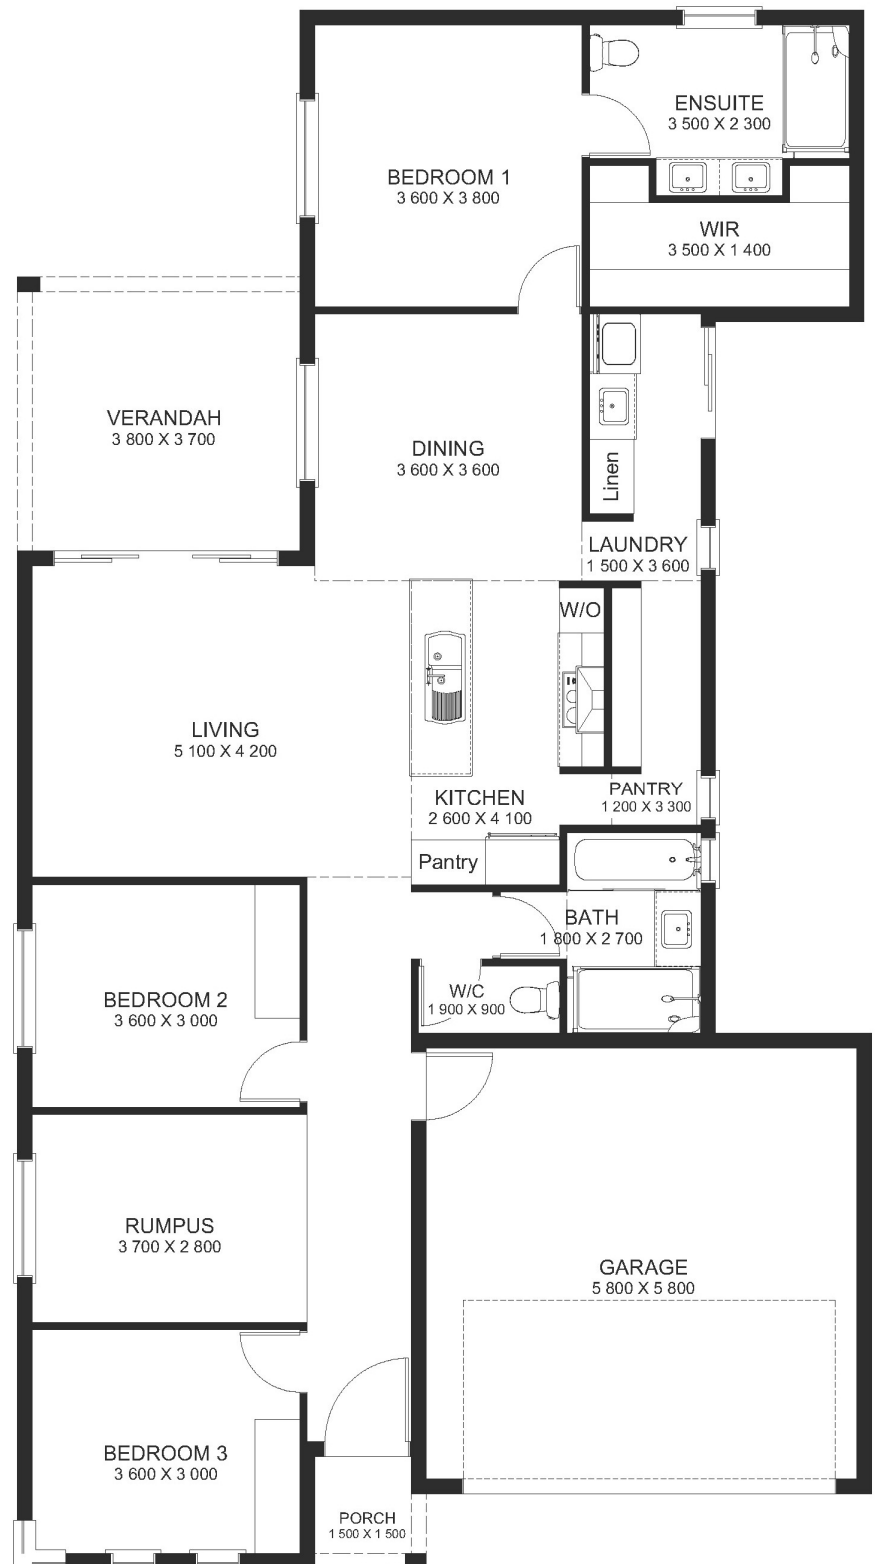 ENSUITE
3 500 X 2 300
BEDROOM 1
3 600 X 3 800
WIR
3 500 X 1 400
VERANDAH
3 800 X 3 700
DINING
3 600 X 3 600
Linen
LAUNDRY
1 500 X 3 600
W/O
LIVING
5 100 X 4 200
KITCHEN
2 600 X 4 100
PANTRY
1 200 X 3 300
Pantry
BATH
1 800 X 2 700
BEDROOM 2
3 600 X 3 000
W/C
1 900 X 900
RUMPUS
3 700 X 2 800
GARAGE
5 800 X 5 800
BEDROOM 3
3 600 X 3 000
PORCH
1 500 X 1 500